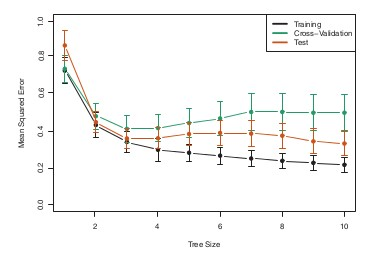 Training
Cross−Validation
Test
Mean Squared Error
1.0
0.8
0.6
0.4
0.2
0.0
2 4 6 8 10
Tree Size